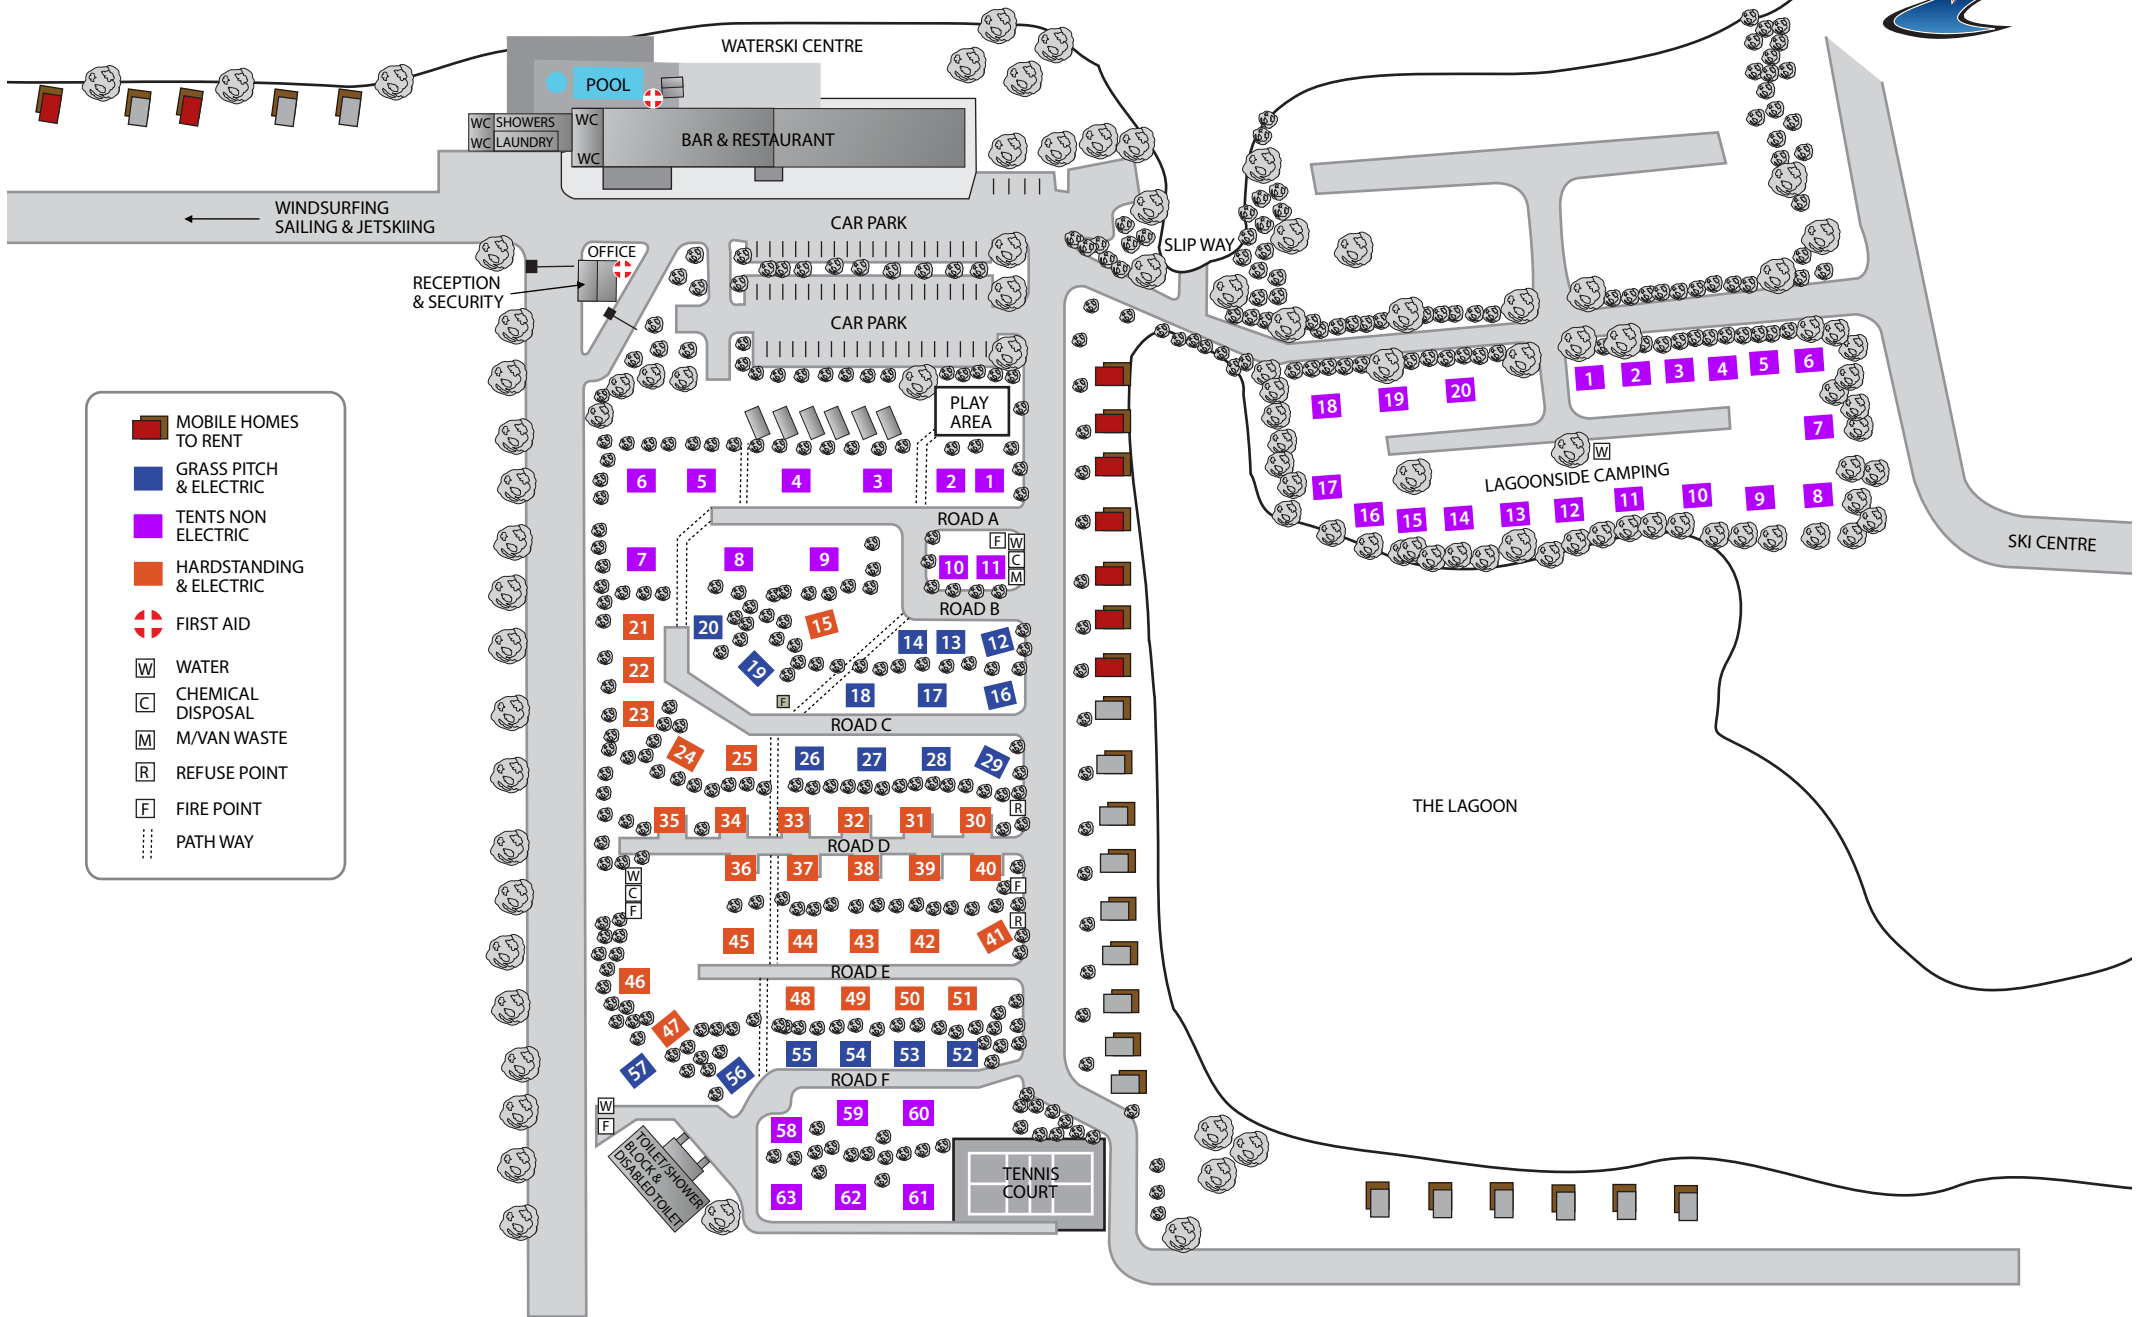 WATERSKI CENTRE
POOL
WC
SHOWERS
WC
LAUNDRY
WC
WC
BAR & RESTAURANT
WINDSURFING
SAILING & JETSKIING
CAR PARK
SLIP WAY
OFFICE
RECEPTION
& SECURITY
CAR PARK
PLAY
AREA
MOBILE HOMES
TO RENT
GRASS PITCH
& ELECTRIC
TENTS NON
ELECTRIC
HARDSTANDING
& ELECTRIC
FIRST AID
W WATER
C CHEMICAL
DISPOSAL
M M/VAN WASTE
R REFUSE POINT
F FIRE POINT
PATH WAY
6 5 4 3 2 1
ROAD A
F W
C
M
7 8 9 10 11
ROAD B
21 20 15 14 13 12
22 19
F 18 17 16
23
ROAD C
24 25 26 27 28 29
R
35 34 33 32 31 30
ROAD D
36 37 38 39 40
W
C
F
F
R
45 44 43 42 41
ROAD E
46
48 49 50 51
47
57 56 55 54 53 52
ROAD F
W
F
58 59 60
63 62 61
TOILET/SHOWER
BLOCK &
DISABLED TOILET
TENNIS
COURT
1 2 3 4 5 6
18 19 20
7
W
LAGOONSIDE CAMPING
17 16 15 14 13 12 11 10 9 8
SKI CENTRE
THE LAGOON